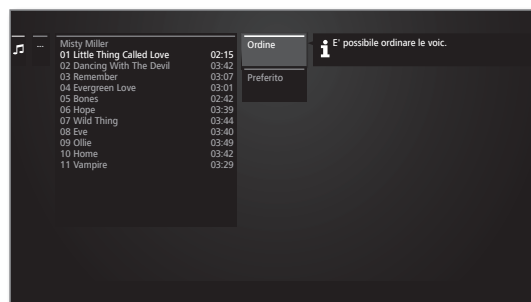 ...
Misty Miller
01 Little Thing Called Love 02:15
02 Dancing With The Devil 03:42
03 Remember 03:07
04 Evergreen Love 03:01
05 Bones 02:42
06 Hope 03:39
07 Wild Thing 03:44
08 Eve 03:40
09 Ollie 03:49
10 Home 03:42
11 Vampire 03:29
Ordine
Preferito
E' possibile ordinare le voic.